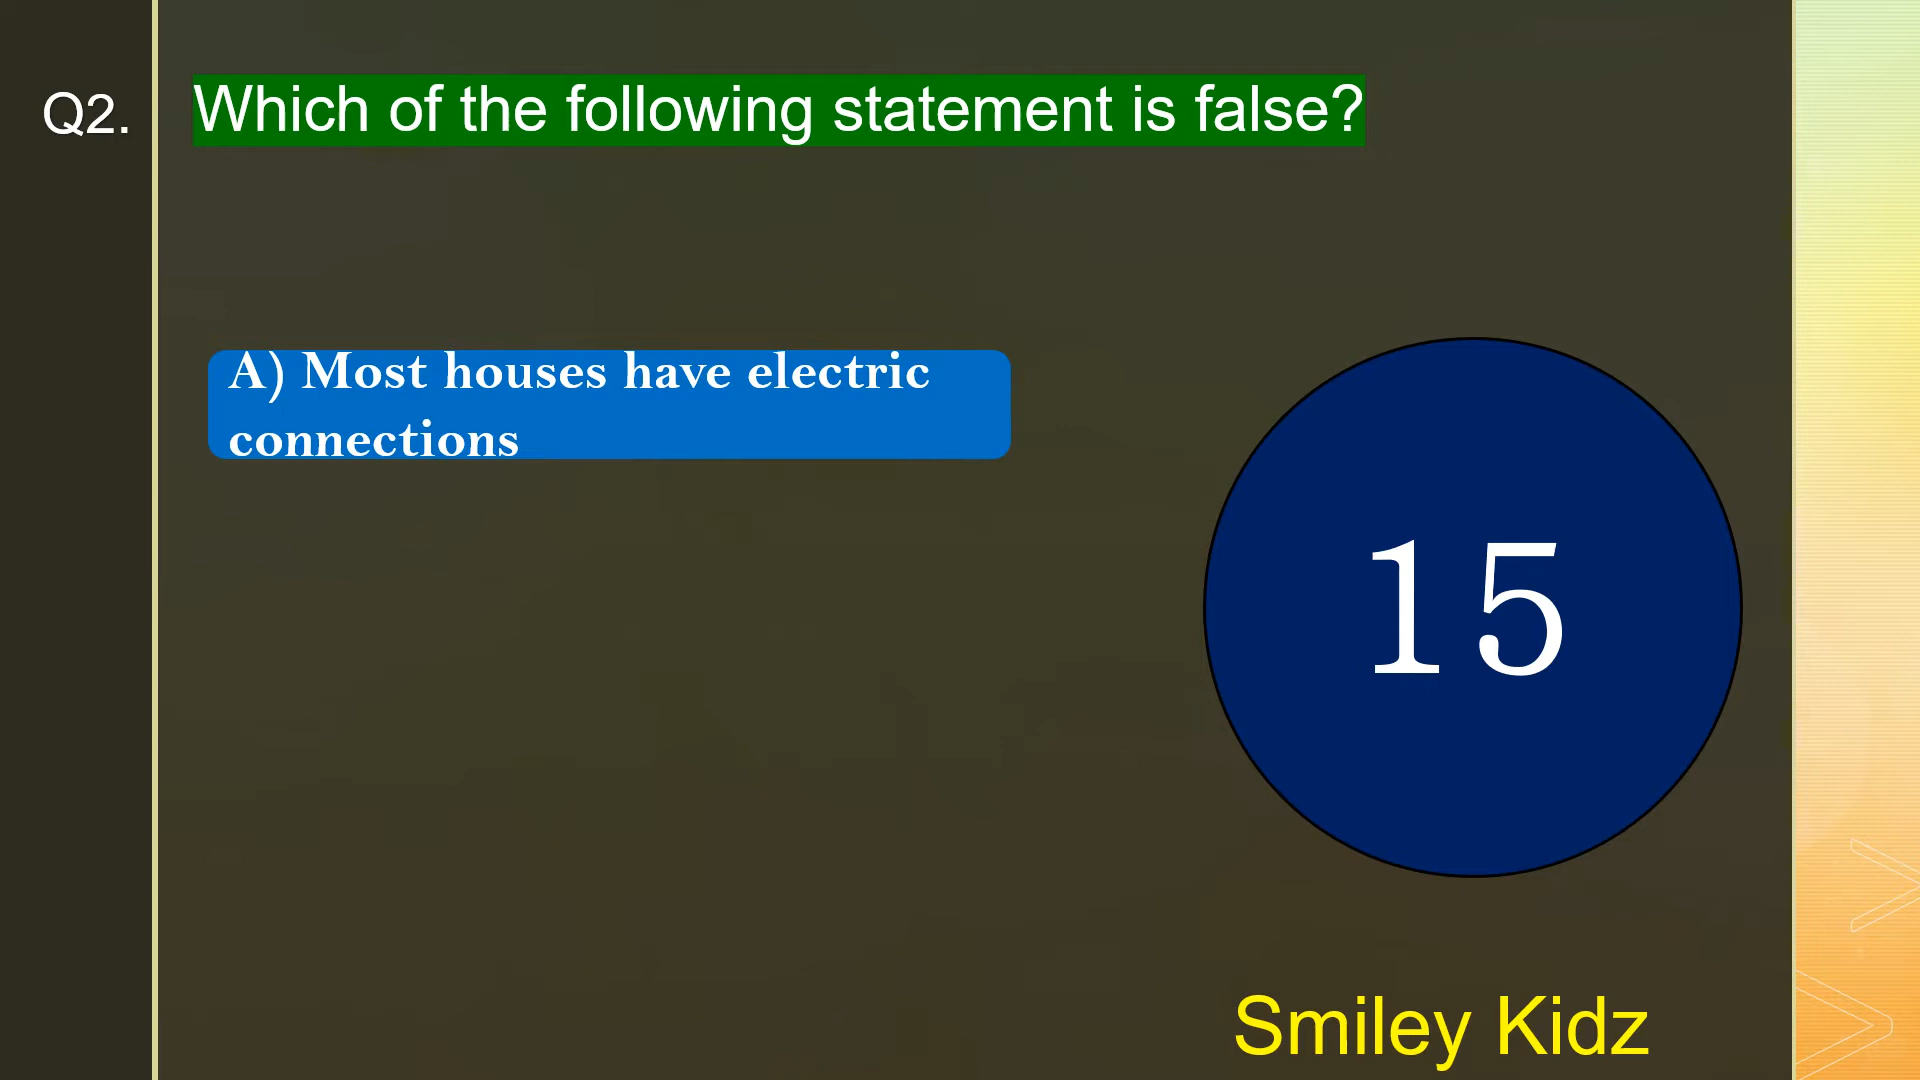 Q2.
Which of the following statement is false?
A) Most houses have electric
connections
15
Smiley Kidz